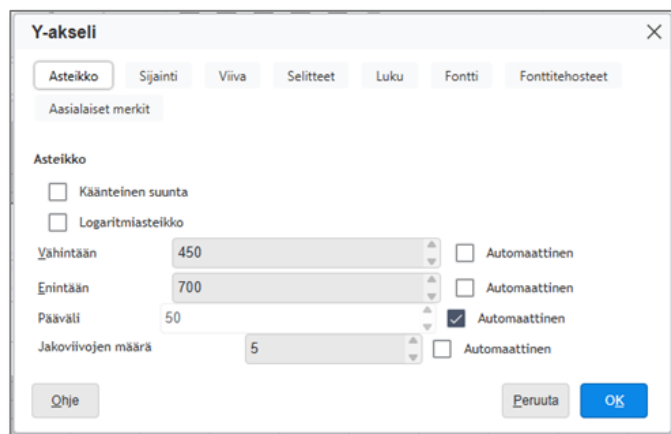 Y-akseli
Asteikko Sijainti Viiva Selitteet Luku Fontti Fonttitehosteet
Aasialaiset merkit
Asteikko
Käänteinen suunta
Logaritmiasteikko
Vähintään 450 Automaattinen
Enintään 700 Automaattinen
Pääväli 50 Automaattinen
Jakoviivojen määrä 5 Automaattinen
Ohje Peruuta OK